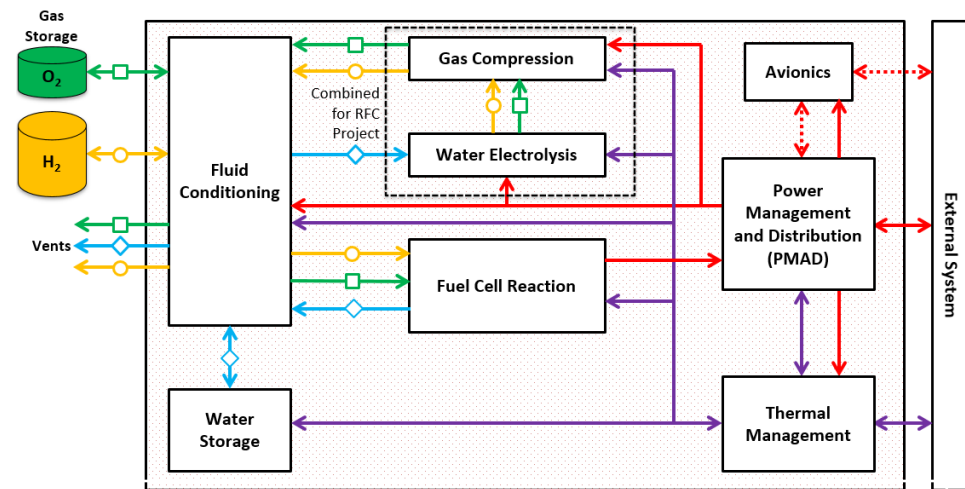 Gas
Storage
O2
H2
Vents
Fluid
Conditioning
Gas Compression
Combined
for RFC
Project
Water Electrolysis
Fuel Cell Reaction
Water
Storage
Avionics
Power
Management
and Distribution
(PMAD)
Thermal
Management
External System